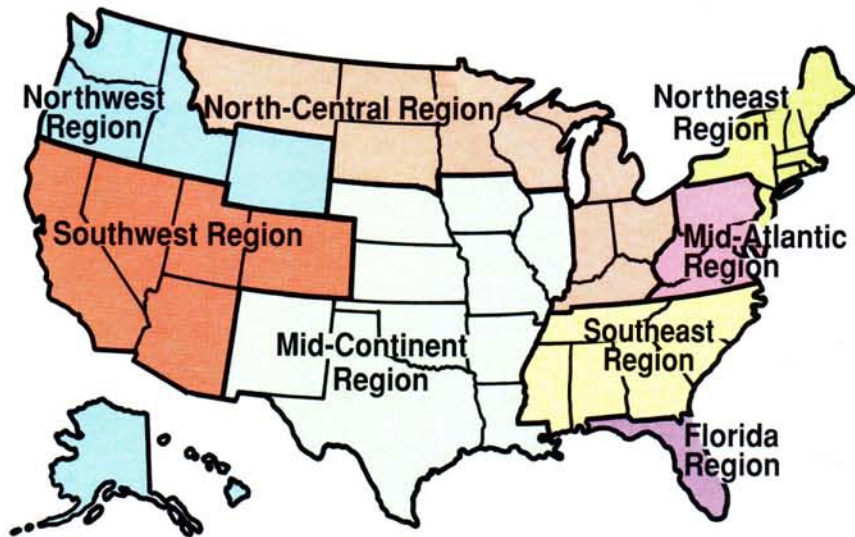 Northwest
Region
North-Central Region
Northeast
Region
Southwest Region
Mid-Atlantic
Region
Mid-Continent
Region
Southeast
Region
Florida
Region